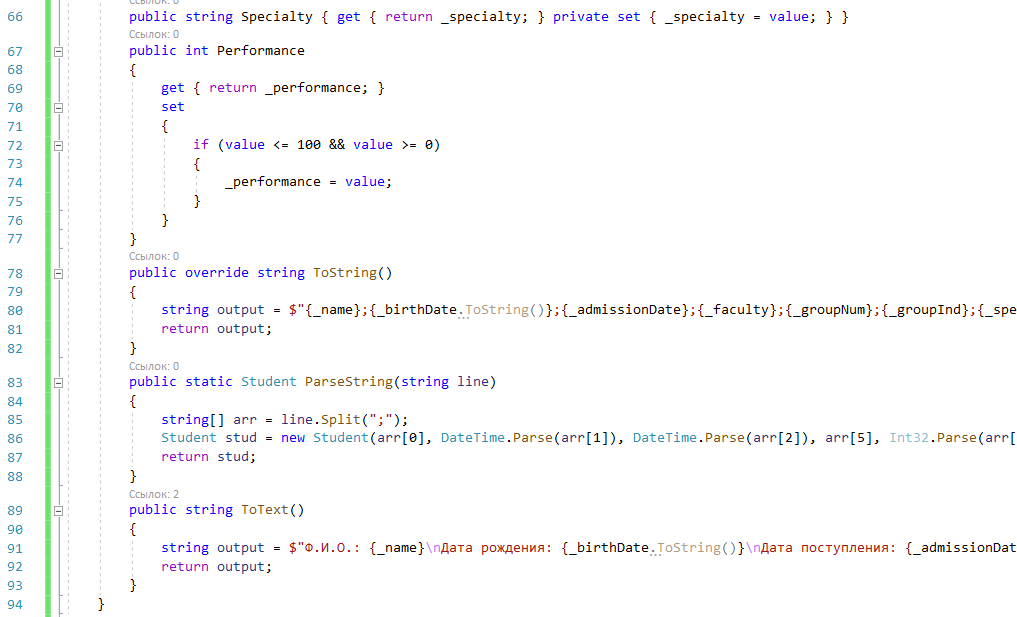 Ссылок: 0
66 public string Specialty { get { return _specialty; } private set { _specialty = value; } }
Ссылок: 0
67 public int Performance
68 {
69 get { return _performance; }
70 set
71 {
72 if (value <= 100 && value >= 0)
73 {
74 _performance = value;
75 }
76 }
77 }
Ссылок: 0
78 public override string ToString()
79 {
80 string output = $"{_name};{_birthDate.ToString()};{_admissionDate};{_faculty};{_groupNum};{_groupInd};{_spe
81 return output;
82 }
Ссылок: 0
83 public static Student ParseString(string line)
84 {
85 string[] arr = line.Split(";");
86 Student stud = new Student(arr[0], DateTime.Parse(arr[1]), DateTime.Parse(arr[2]), arr[5], Int32.Parse(arr[
87 return stud;
88 }
Ссылок: 2
89 public string ToText()
90 {
91 string output = $"Ф.И.О.: {_name}\nДата рождения: {_birthDate.ToString()}\nДата поступления: {_admissionDat
92 return output;
93 }
94 }